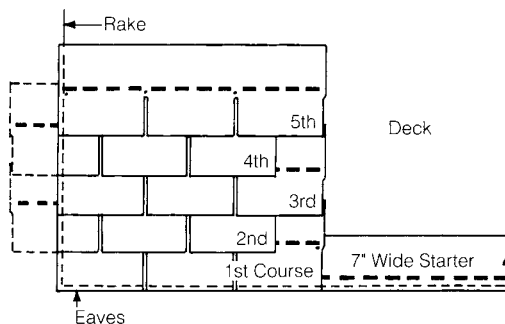 Rake
5th
Deck
4th
3rd
2nd
7" Wide Starter
1st Course
Eaves